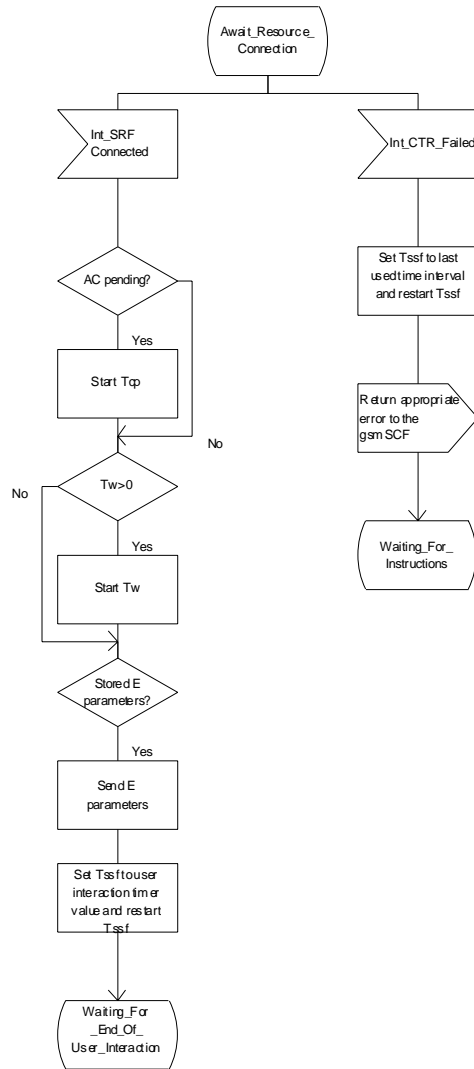 Await_Resource_
Connection
Int_SRF
Connected
Int_CTR_Failed
AC pending?
Yes
Start Tcp
No
Set Tssf to last
used time interval
and restart Tssf
Return appropriate
error to the
gsmSCF
Waiting_For_
Instructions
Tw>0
No
Yes
Start Tw
Stored E
parameters?
Yes
Send E
parameters
Set Tssf to user
interaction timer
value and restart
Tssf
Waiting_For
_End_Of_
User_Interaction